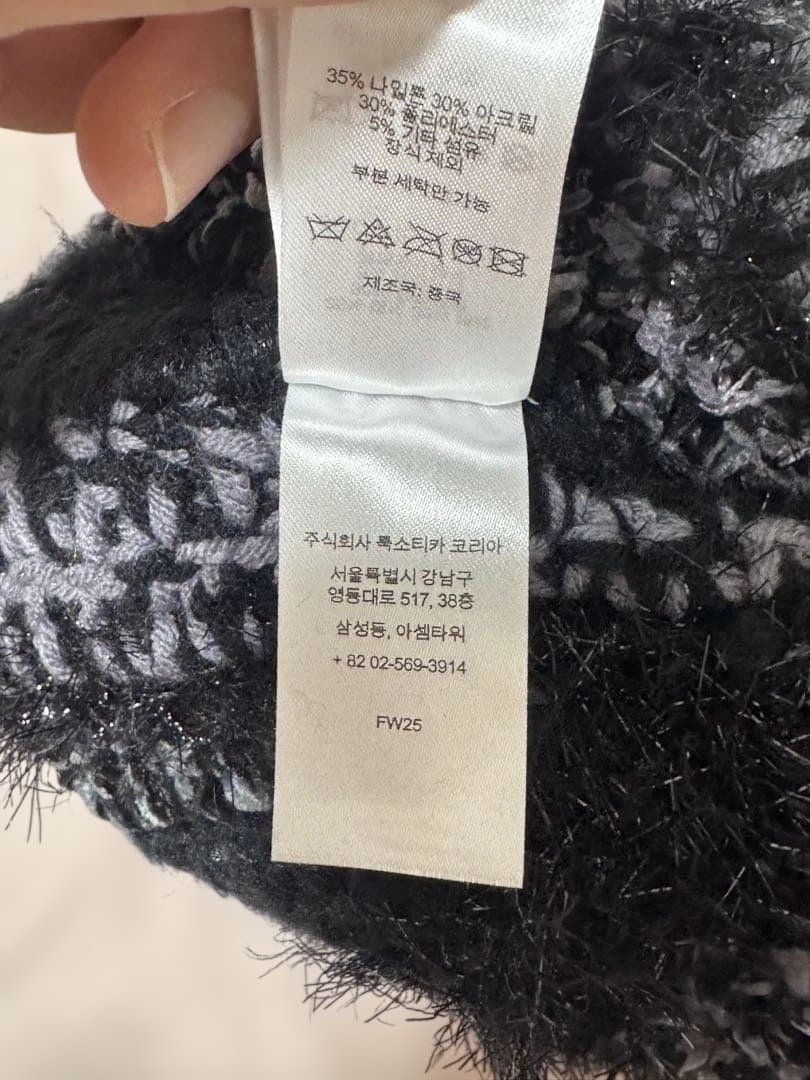 35% 나일론 30% 아크릴
30% 폴리에스터
5% 기타 섬유
장식 제외
부분 세탁만 가능
제조국: 중국
주식회사 룩소티카 코리아
서울특별시 강남구
영동대로 517, 38층
삼성동, 아셈타워
+ 82 02-569-3914
FW25